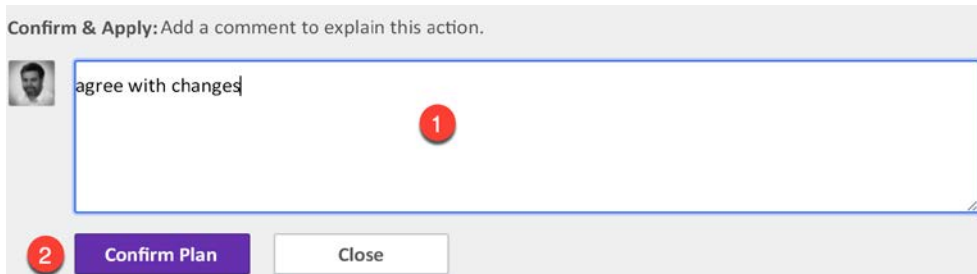 Confirm & Apply: Add a comment to explain this action.
agree with changes
1
2 Confirm Plan Close